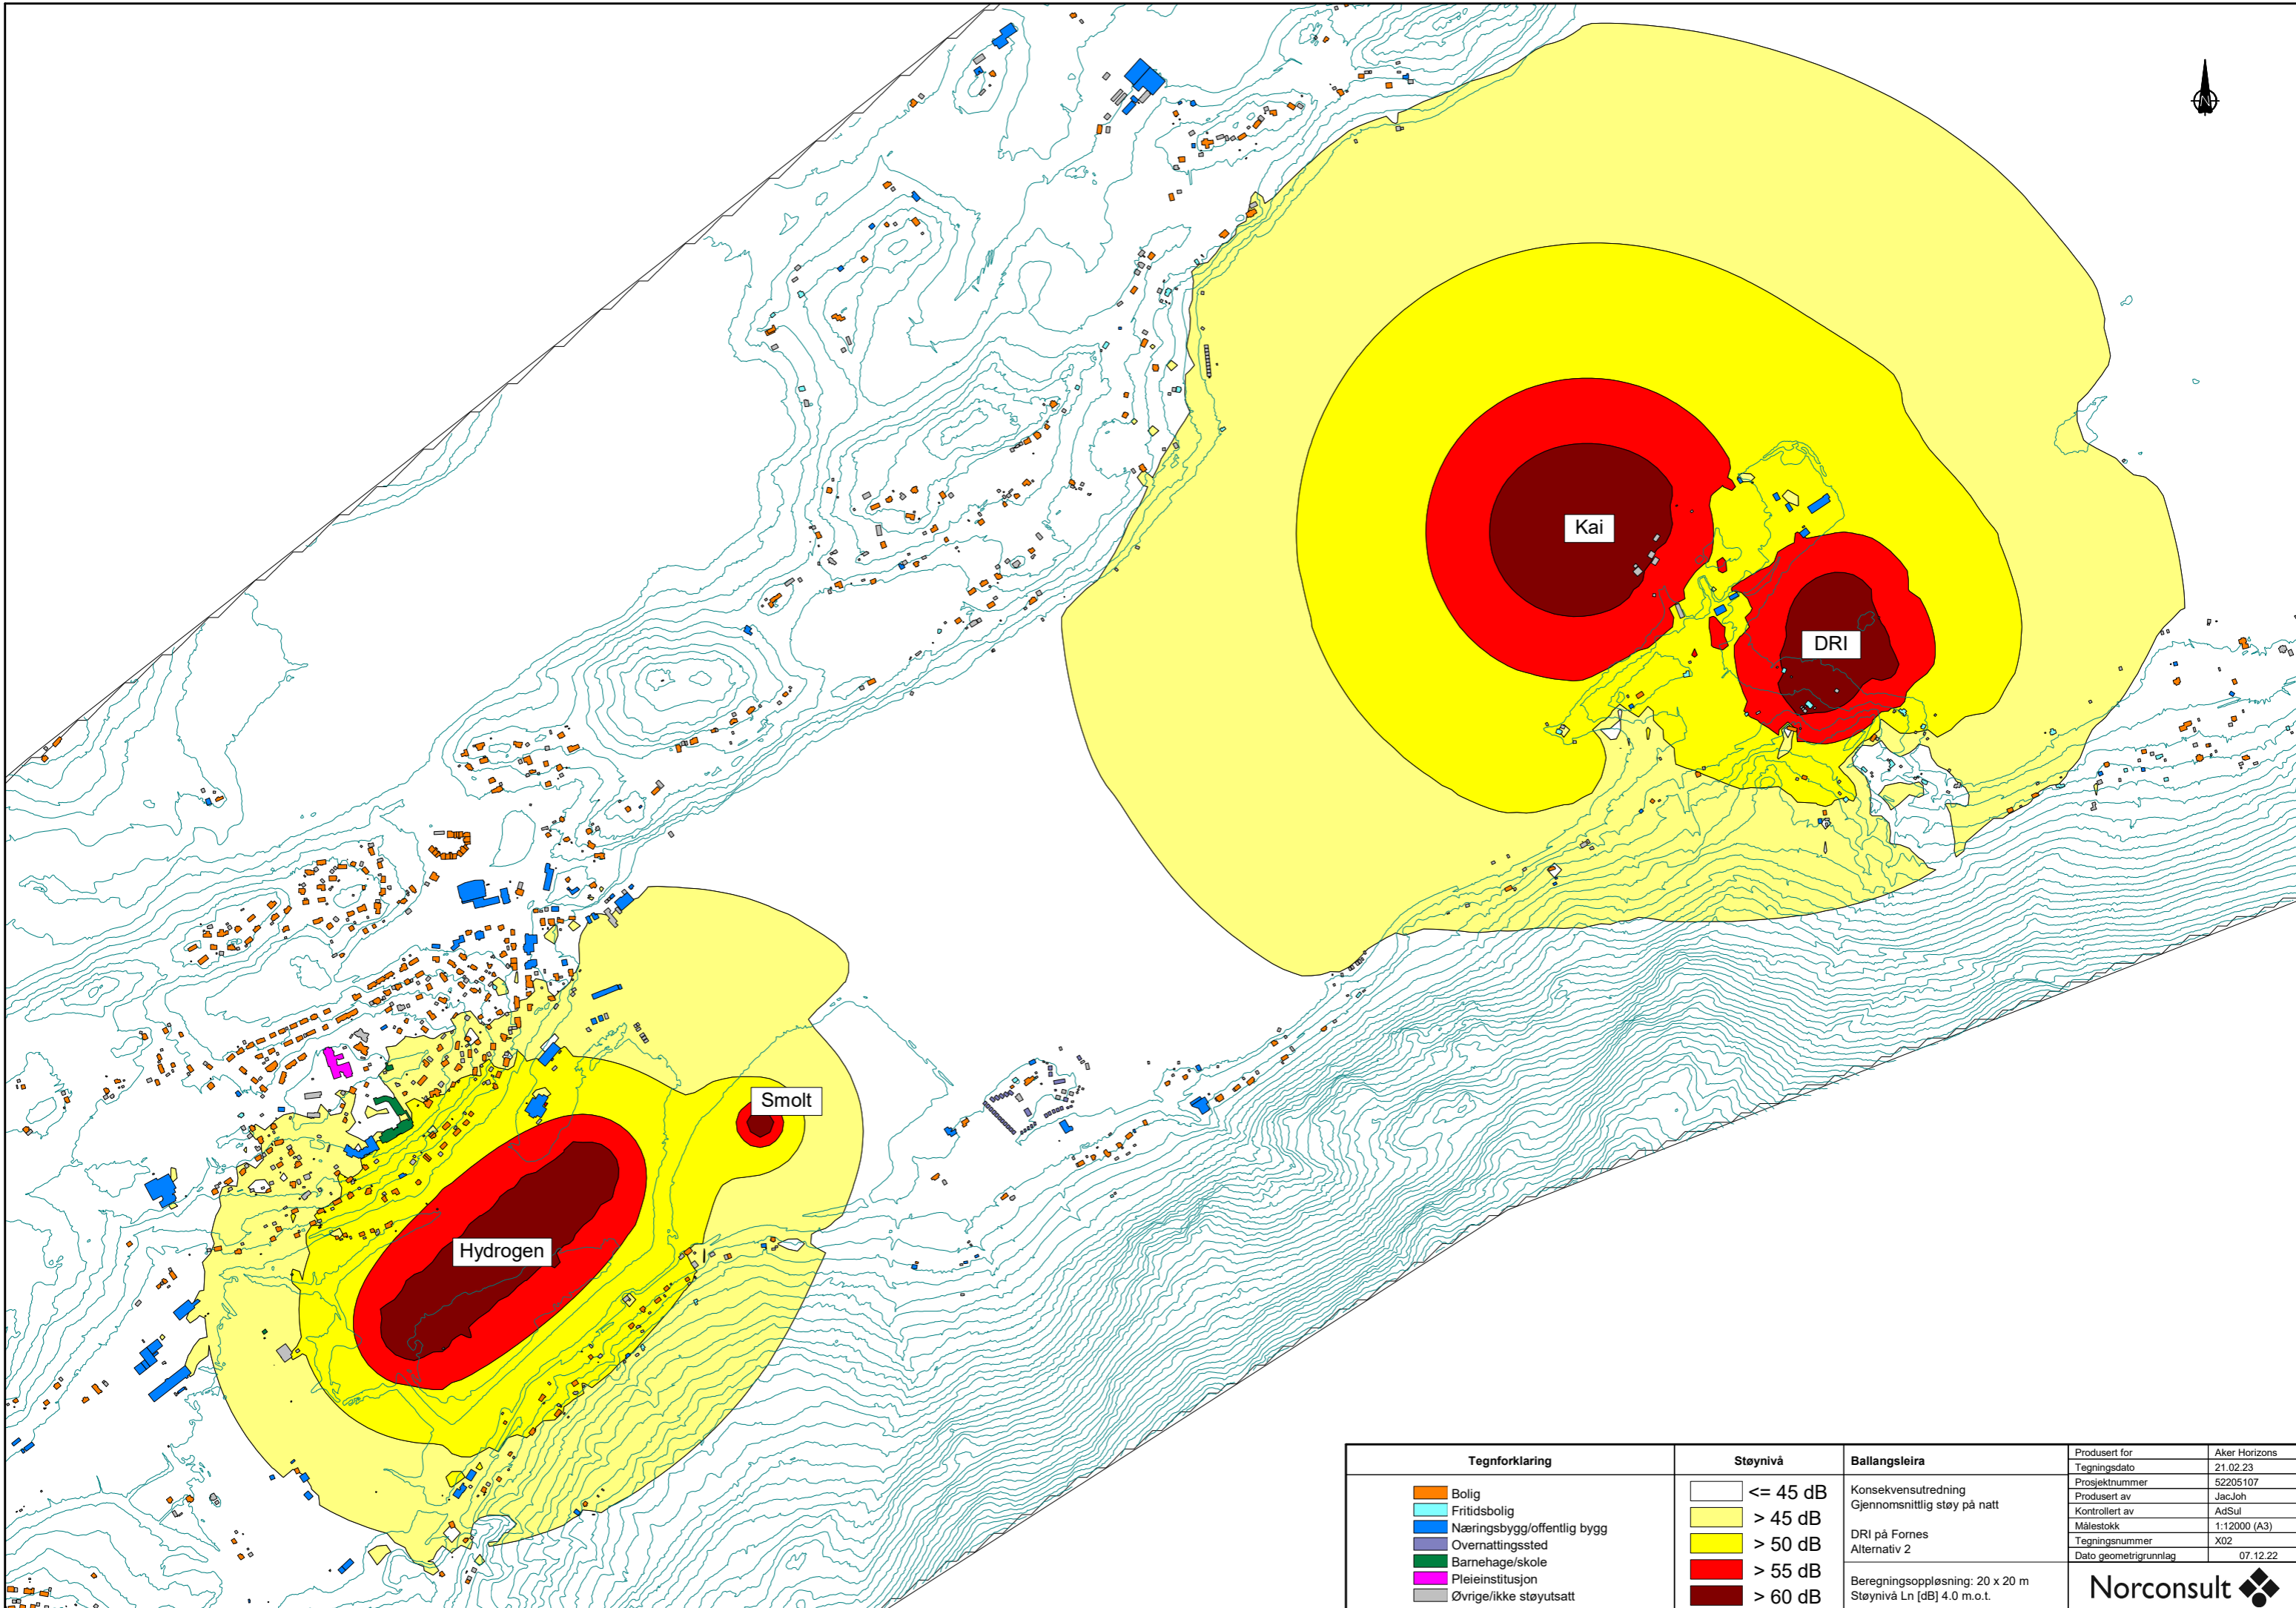 N
Kai
DRI
Smolt
Hydrogen
Tegnforklaring
Bolig
Fritidsbolig
Næringsbygg/offentlig bygg
Overnattingssted
Barnehage/skole
Pleieinstitusjon
Øvrige/ikke støyutsatt
Støynivå
<= 45 dB
> 45 dB
> 50 dB
> 55 dB
> 60 dB
Ballangsleira
Konsekvensutredning
Gjennomsnittlig støy på natt
DRI på Fornes
Alternativ 2
Beregningsoppløsning: 20 x 20 m
Støynivå Ln [dB] 4.0 m.o.t.
Produsert for Aker Horizons
Tegningsdato 21.02.23
Prosjektnummer 52205107
Produsert av JacJoh
Kontrollert av AdSul
Målestokk 1:12000 (A3)
Tegningsnummer X02
Dato geometrigrunnlag 07.12.22
Norconsult